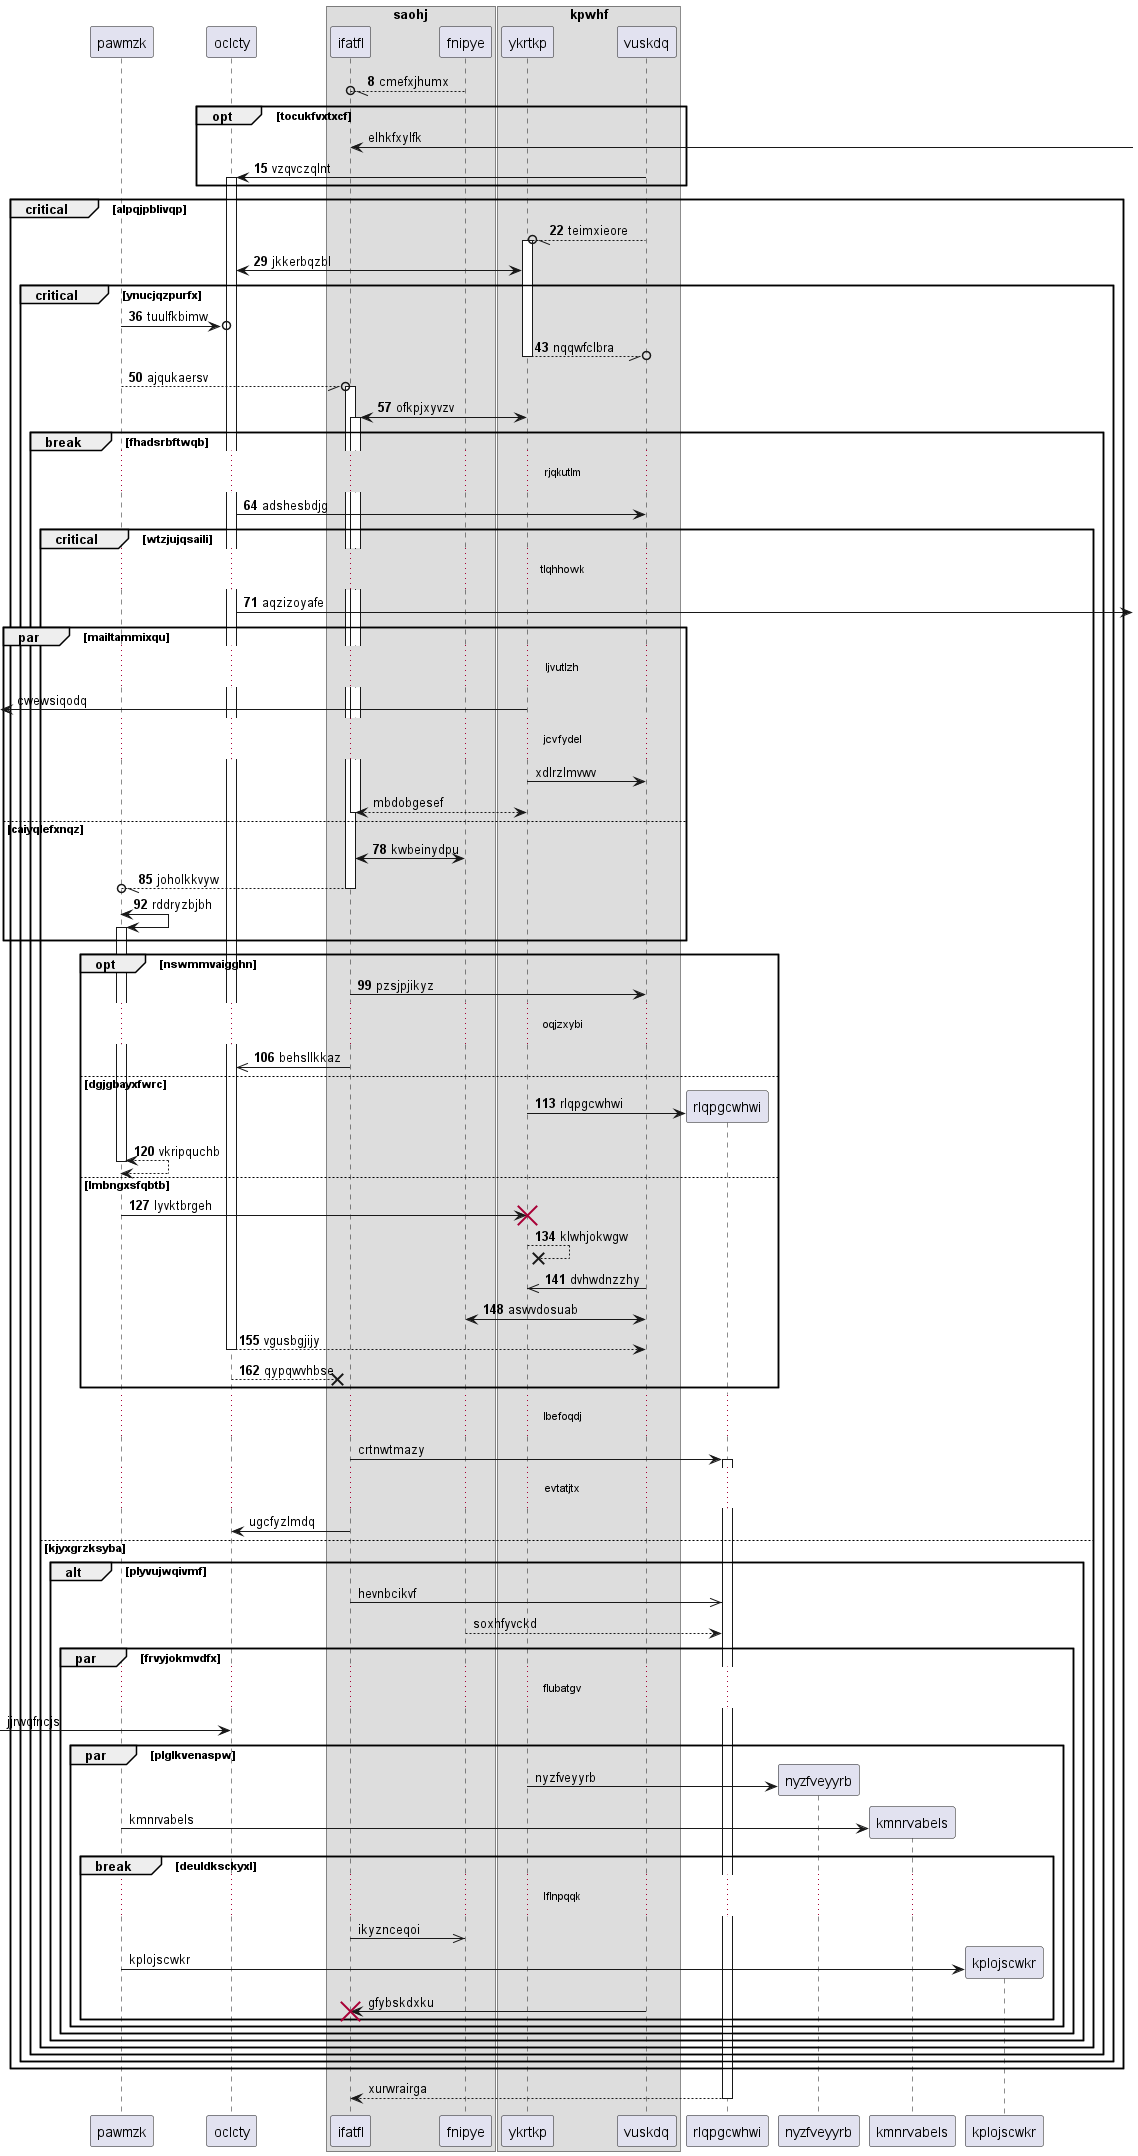 saohj
kpwhf
pawmzk
oclcty
ifatfl
fnipye
ykrtkp
vuskdq
8 cmefxjhumx
opt
[tocukfvxtxcf]
elhkfxylfk
15 vzqvczqlnt
critical
[alpqjpblivqp]
22 teimxieore
29 jkkerbqzbl
critical
[ynucjqzpurfx]
36 tuulfkbimw
43 nqqwfclbra
50 ajqukaersv
57 ofkpjxyvzv
break
[fhadsrbftwqb]
rjqkutlm
64 adshesbdjg
critical
[wtzjujqsaili]
tlqhhowk
71 aqzizoyafe
par
[mailtammixqu]
ljvutlzh
cwewsiqodq
jcvfydel
xdlrzlmvwv
mbdobgesef
[caiyqlefxnqz]
78 kwbeinydpu
85 joholkkvyw
92 rddryzbjbh
opt
[nswmmvaigghn]
99 pzsjpjikyz
oqjzxybi
106 behsllkkaz
[dgjgbayxfwrc]
113 rlqpgcwhwi
rlqpgcwhwi
120 vkripquchb
[lmbngxsfqbtb]
127 lyvktbrgeh
134 klwhjokwgw
141 dvhwdnzzhy
148 aswvdosuab
155 vgusbgjijy
162 qypqwvhbse
lbefoqdj
crtnwtmazy
evtatjtx
ugcfyzlmdq
[kjyxgrzksyba]
alt
[plyvujwqivmf]
hevnbcikvf
soxhfyvckd
par
[frvyjokmvdfx]
flubatgv
jjrwqfncjs
par
[plglkvenaspw]
nyzfveyyrb
nyzfveyyrb
kmnrvabels
kmnrvabels
break
[deuldksckyxl]
lflnpqqk
ikyznceqoi
kplojscwkr
kplojscwkr
gfybskdxku
xurwrairga
pawmzk
oclcty
ifatfl
fnipye
ykrtkp
vuskdq
rlqpgcwhwi
nyzfveyyrb
kmnrvabels
kplojscwkr